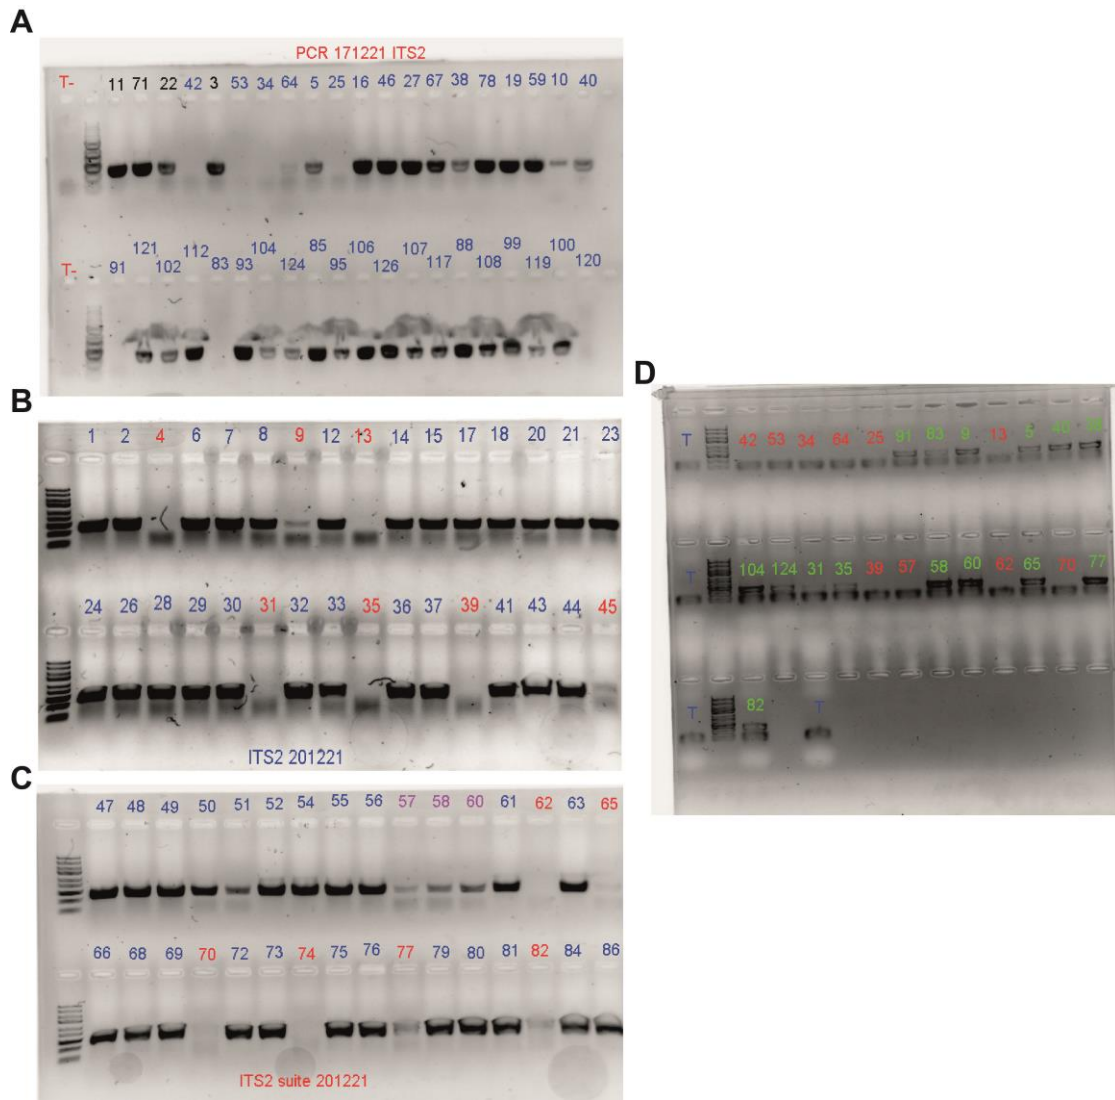 A
PCR 171221 ITS2
T- 11 71 22 42 3 53 34 64 5 25 16 46 27 67 38 78 19 59 10 40
121 112 104 85 106 107 88 99 100
T- 91 102 83 93 124 95 126 117 108 119 120
B
1 2 4 6 7 8 9 12 13 14 15 17 18 20 21 23
24 26 28 29 30 31 32 33 35 36 37 39 41 43 44 45
ITS2 201221
C
47 48 49 50 51 52 54 55 56 57 58 60 61 62 63 65
66 68 69 70 72 73 74 75 76 77 79 80 81 82 84 86
ITS2 suite 201221
D
T 42 53 34 64 25 91 83 9 13 5 40
T 104 124 31 35 39 57 58 60 62 65 70 77
T 82 T